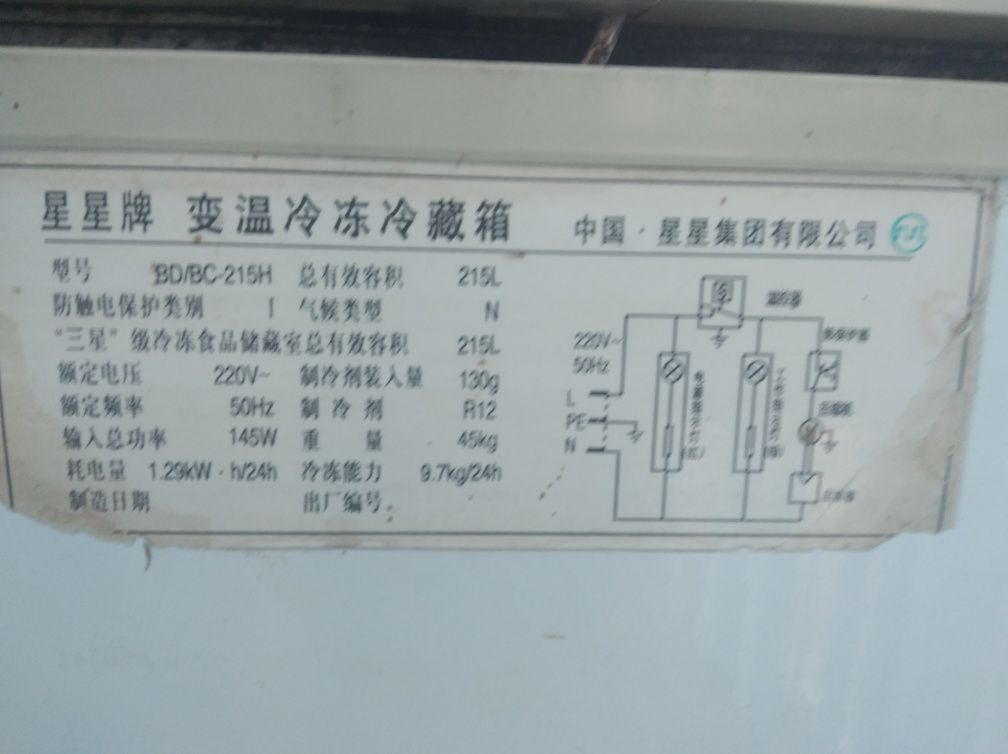 星星牌 变温冷冻冷藏箱 中国·星星集团有限公司
型号 BD/BC-215H 总有效容积 215L
防触电保护类别 I 气候类型 N
“三星”级冷冻食品储藏室总有效容积 215L
额定电压 220V~ 制冷剂装入量 130g
额定频率 50Hz 制冷剂 R12
输入总功率 145W 重量 45kg
耗电量 1.29kW·h/24h 冷冻能力 9.7kg/24h
制造日期 出厂编号
220V~
50Hz
L
PE
N